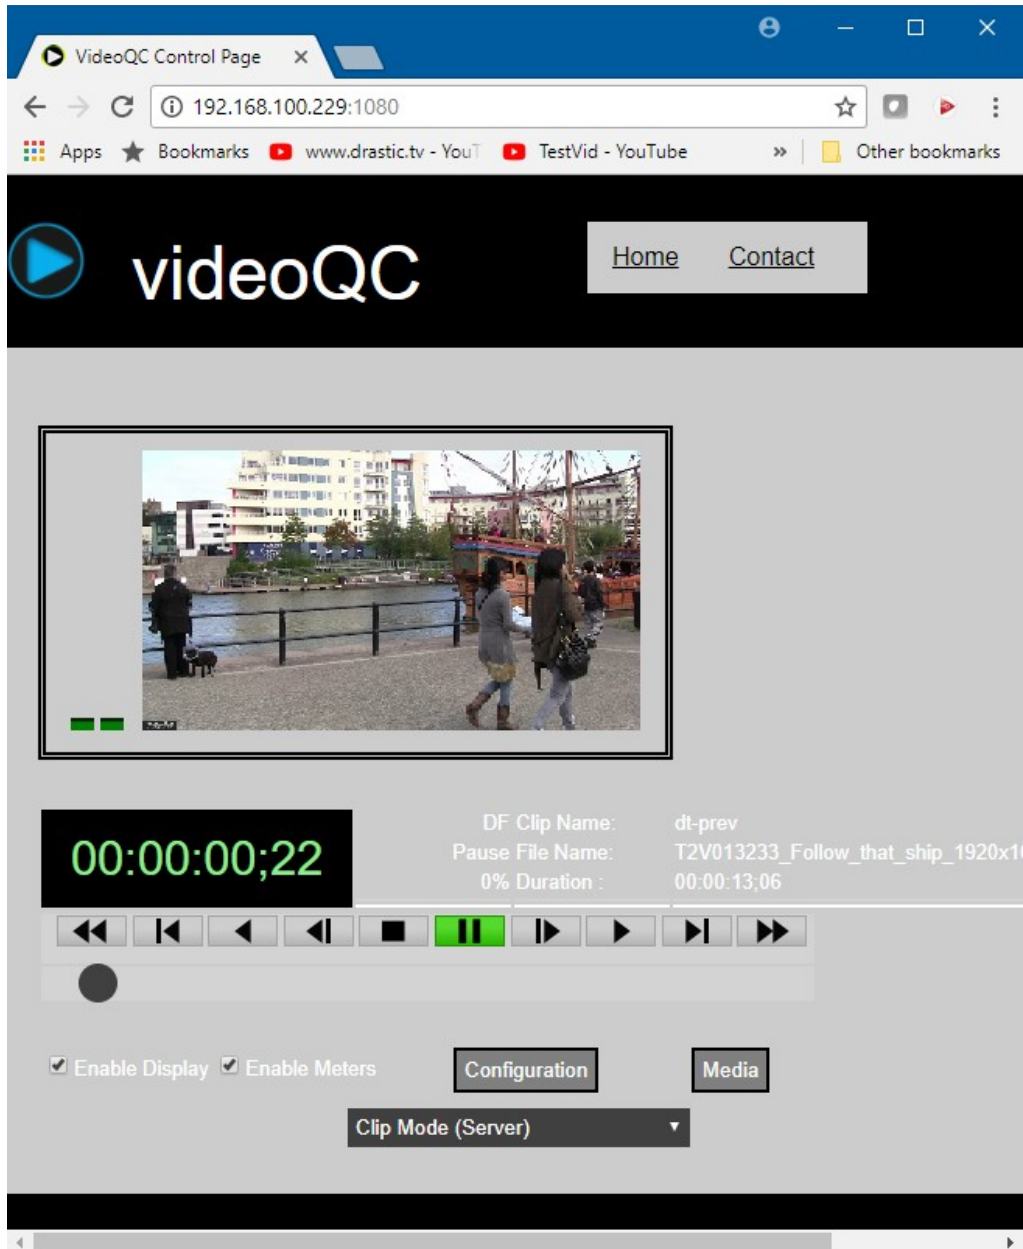 VideoQC Control Page
192.168.100.229:1080
Apps Bookmarks www.drastic.tv - YouT TestVid - YouTube » Other bookmarks
videoQC Home Contact
00:00:00;22
DF Clip Name: dt-prev
Pause File Name: T2V013233_Follow_that_ship_1920x10
0% Duration : 00:00:13;06
Enable Display Enable Meters Configuration Media
Clip Mode (Server)